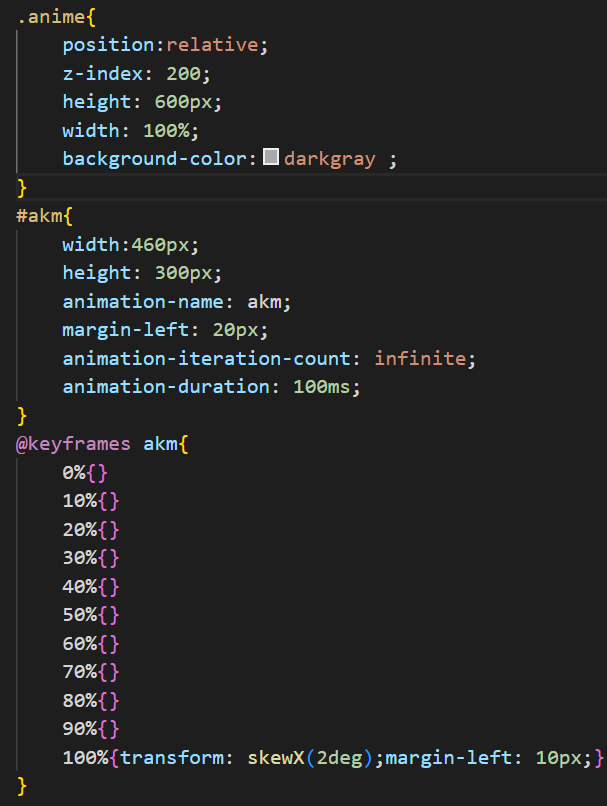 .anime{
    position:relative;
    z-index: 200;
    height: 600px;
    width: 100%;
    background-color: darkgray ;
}
#akm{
    width:460px;
    height: 300px;
    animation-name: akm;
    margin-left: 20px;
    animation-iteration-count: infinite;
    animation-duration: 100ms;
}
@keyframes akm{
    0%{}
    10%{}
    20%{}
    30%{}
    40%{}
    50%{}
    60%{}
    70%{}
    80%{}
    90%{}
    100%{transform: skewX(2deg);margin-left: 10px;}
}